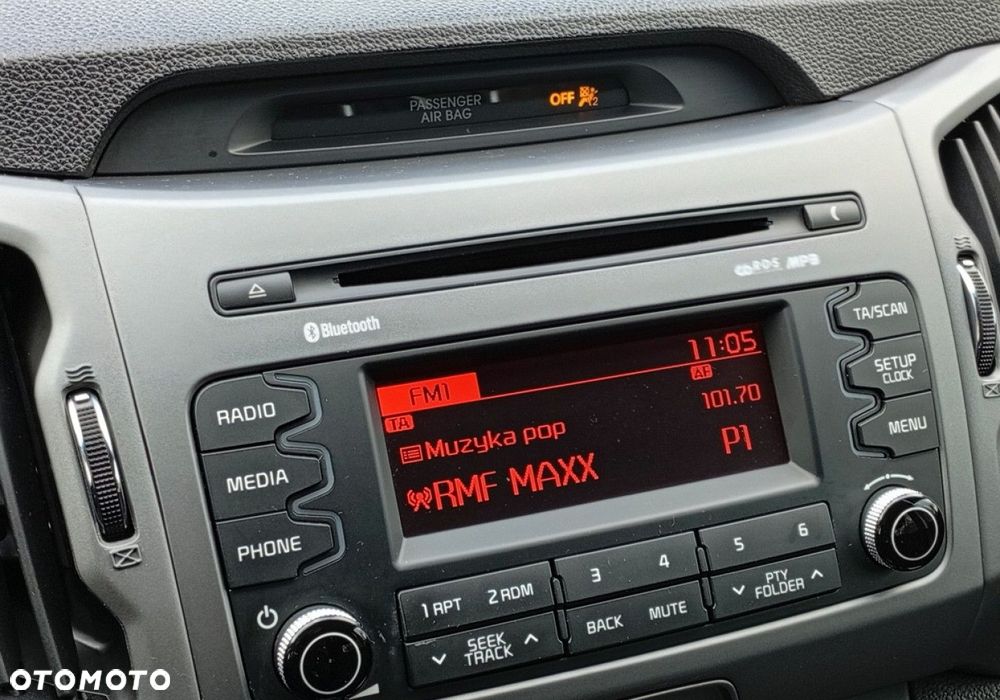 PASSENGER
AIR BAG
OFF
2
CD RDS MP3
Bluetooth
TA/SCAN
SETUP
CLOCK
MENU
RADIO
MEDIA
PHONE
FM1
11:05
TA
AF
Muzyka pop
101.70
RMF MAXX
P1
1 RPT 2 RDM
3 4
5 6
SEEK
TRACK
BACK MUTE
PTY
FOLDER
OTOMOTO